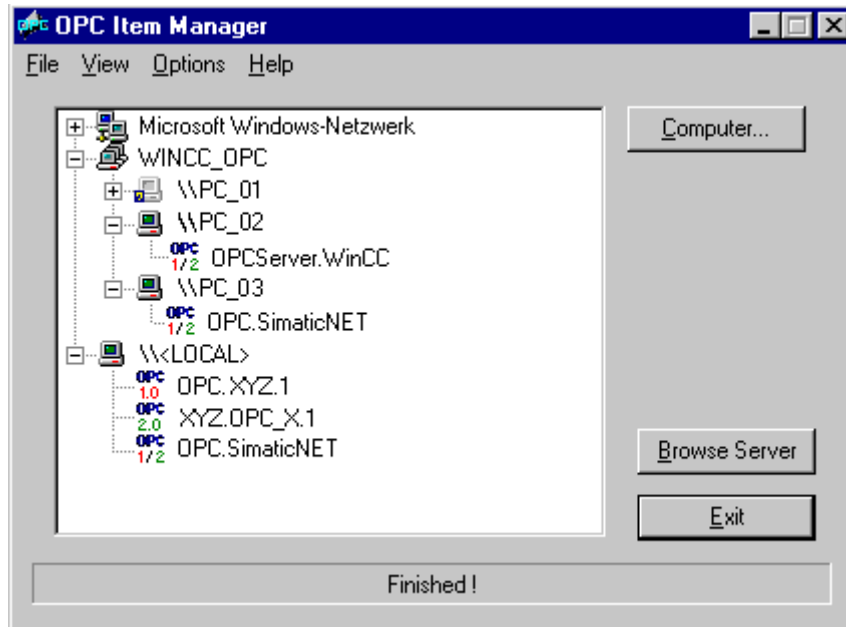 OPC OPC Item Manager
File View Options Help
Microsoft Windows-Netzwerk
Computer...
WINCC_OPC
\\PC_01
\\PC_02
OPC 1/2 OPCServer.WinCC
\\PC_03
OPC 1/2 OPC.SimaticNET
\\<LOCAL>
OPC 1.0 OPC.XYZ.1
OPC 2.0 XYZ.OPC_X.1
OPC 1/2 OPC.SimaticNET
Browse Server
Exit
Finished !